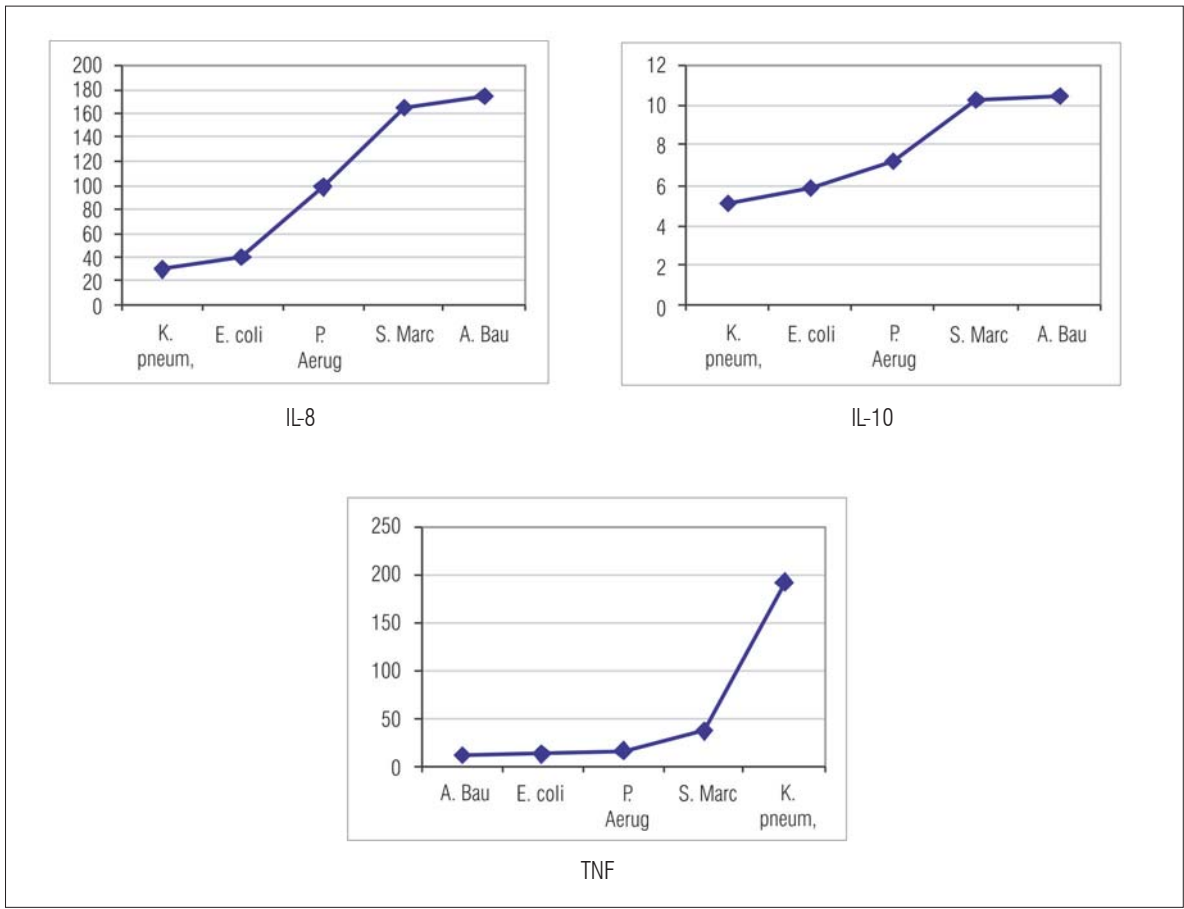 200
180
160
140
120
100
80
60
40
20
0
K. pneum,
E. coli
P. Aerug
S. Marc
A. Bau
IL-8
12
10
8
6
4
2
0
K. pneum,
E. coli
P. Aerug
S. Marc
A. Bau
IL-10
250
200
150
100
50
0
A. Bau
E. coli
P. Aerug
S. Marc
K. pneum,
TNF